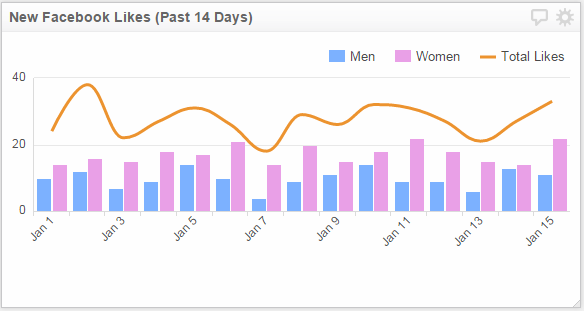 New Facebook Likes (Past 14 Days)
Men Women Total Likes
40
20
0
Jan 1 Jan 3 Jan 5 Jan 7 Jan 9 Jan 11 Jan 13 Jan 15